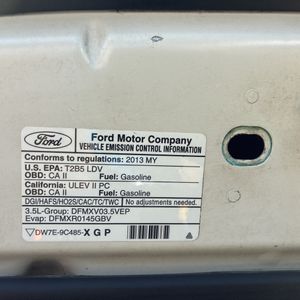 Ford
Ford Motor Company
VEHICLE EMISSION CONTROL INFORMATION
Conforms to regulations: 2013 MY
U.S. EPA: T2B5 LDV
OBD: CA II Fuel: Gasoline
California: ULEV II PC
OBD: CA II Fuel: Gasoline
DGI/HAFS/HO2S/CAC/TC/TWC No adjustments needed.
3.5L-Group: DFMXV03.5VEP
Evap: DFMXR0145GBV
DW7E-9C485-X G P